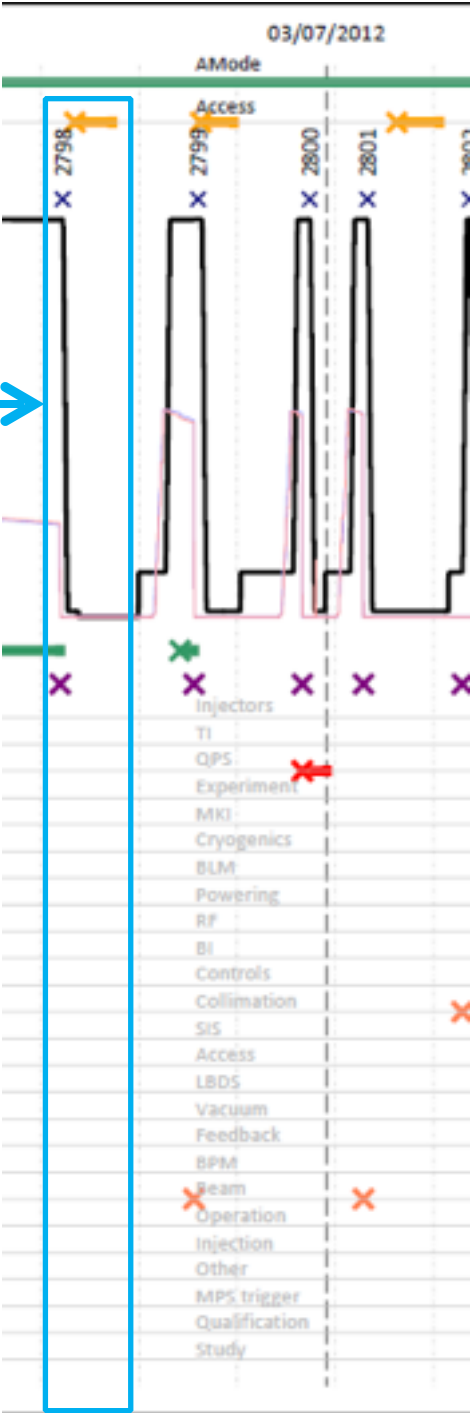 03/07/2012
AMode
Access
2798
2799
2800
2801
Injectors
TI
QPS
Experiment
MKI
Cryogenics
BLM
Powering
RF
BI
Controls
Collimation
SIS
Access
LBDS
Vacuum
Feedback
BPM
Beam
Operation
Injection
Other
MPS trigger
Qualification
Study